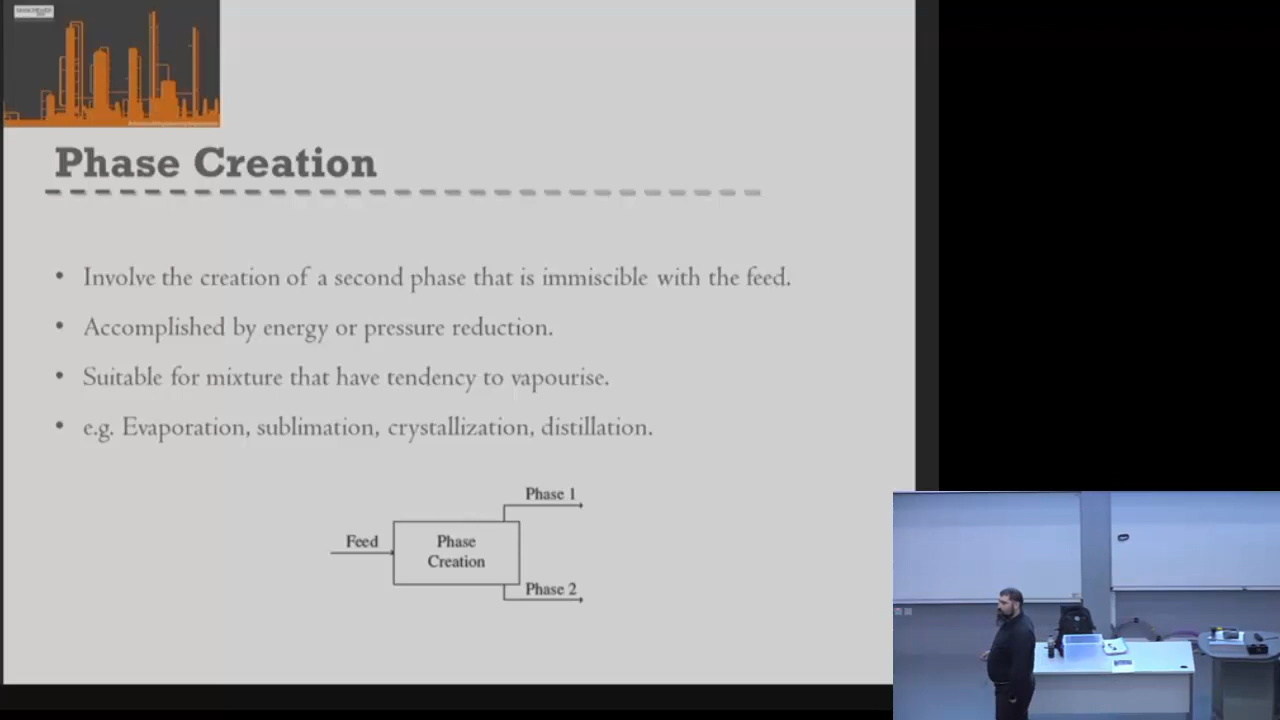 Phase Creation
• Involve the creation of a second phase that is immiscible with the feed.
• Accomplished by energy or pressure reduction.
• Suitable for mixture that have tendency to vapourise.
• e.g. Evaporation, sublimation, crystallization, distillation.
Phase 1
Feed
Phase
Creation
Phase 2